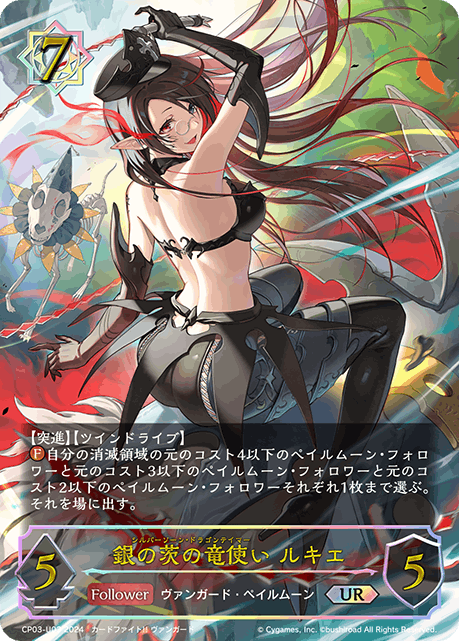 7
【突進】【ツインドライブ】
Ⓕ自分の消滅領域の元のコスト4以下のペイルムーン・フォロ
ワーと元のコスト3以下のペイルムーン・フォロワーと元のコ
スト2以下のペイルムーン・フォロワーそれぞれ1枚まで選ぶ。
それを場に出す。
シルバーソーン・ドラゴンテイマー
銀の茨の竜使い ルキエ
5
5
Follower ヴァンガード・ペイルムーン UR
2024 カードファイト!! ヴァンガード
© Cygames, Inc. ©bushiroad All Rights Reserved.